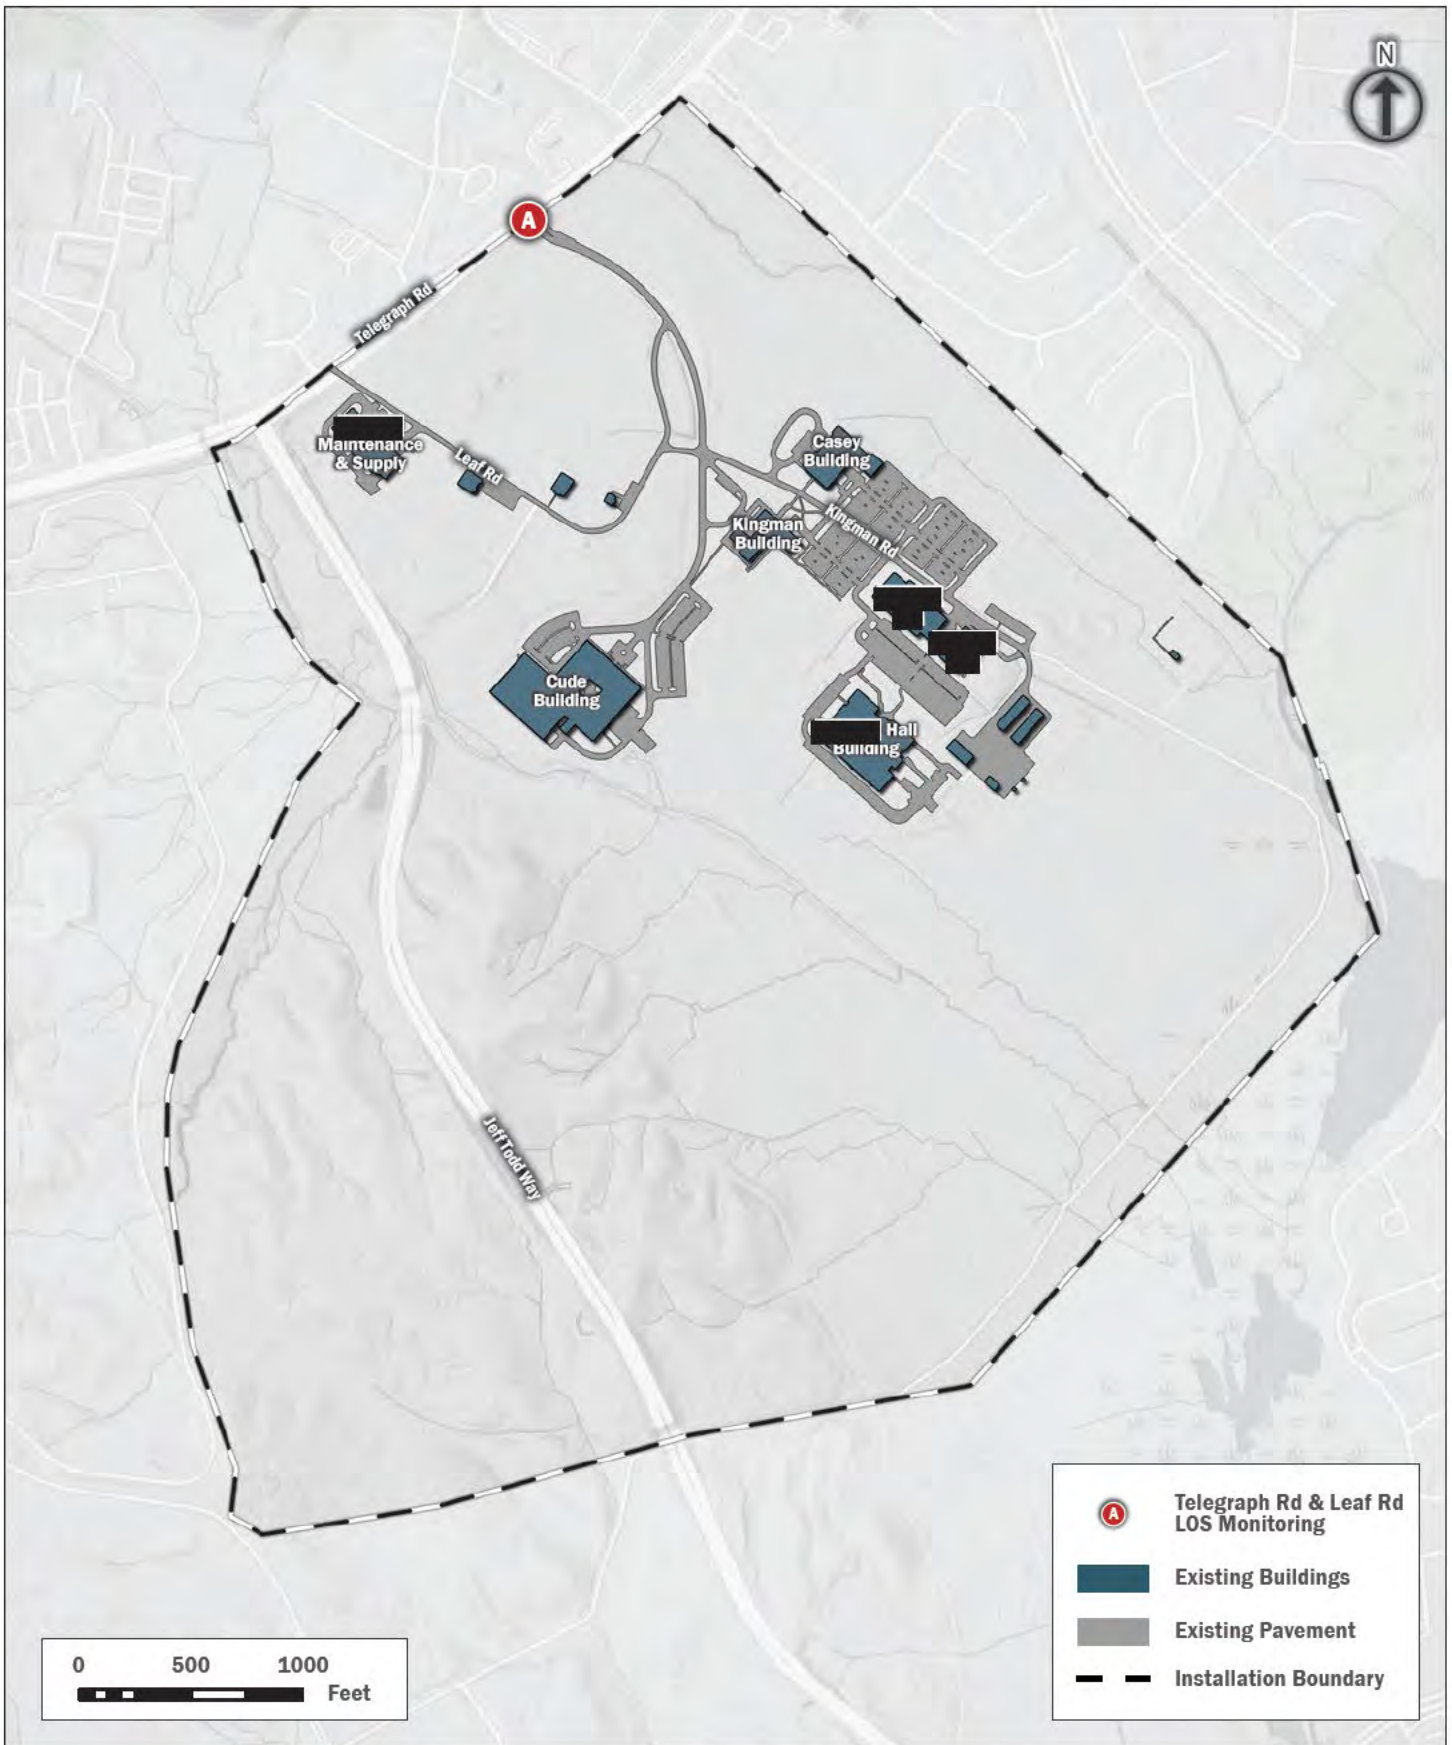 N
A
Telegraph Rd
Maintenance
& Supply
Leaf Rd
Casey
Building
Kingman
Building
Kingman Rd
Cude
Building
Hall
Building
Jeff Todd Way
A
Telegraph Rd & Leaf Rd
LOS Monitoring
Existing Buildings
Existing Pavement
Installation Boundary
0 500 1000
Feet